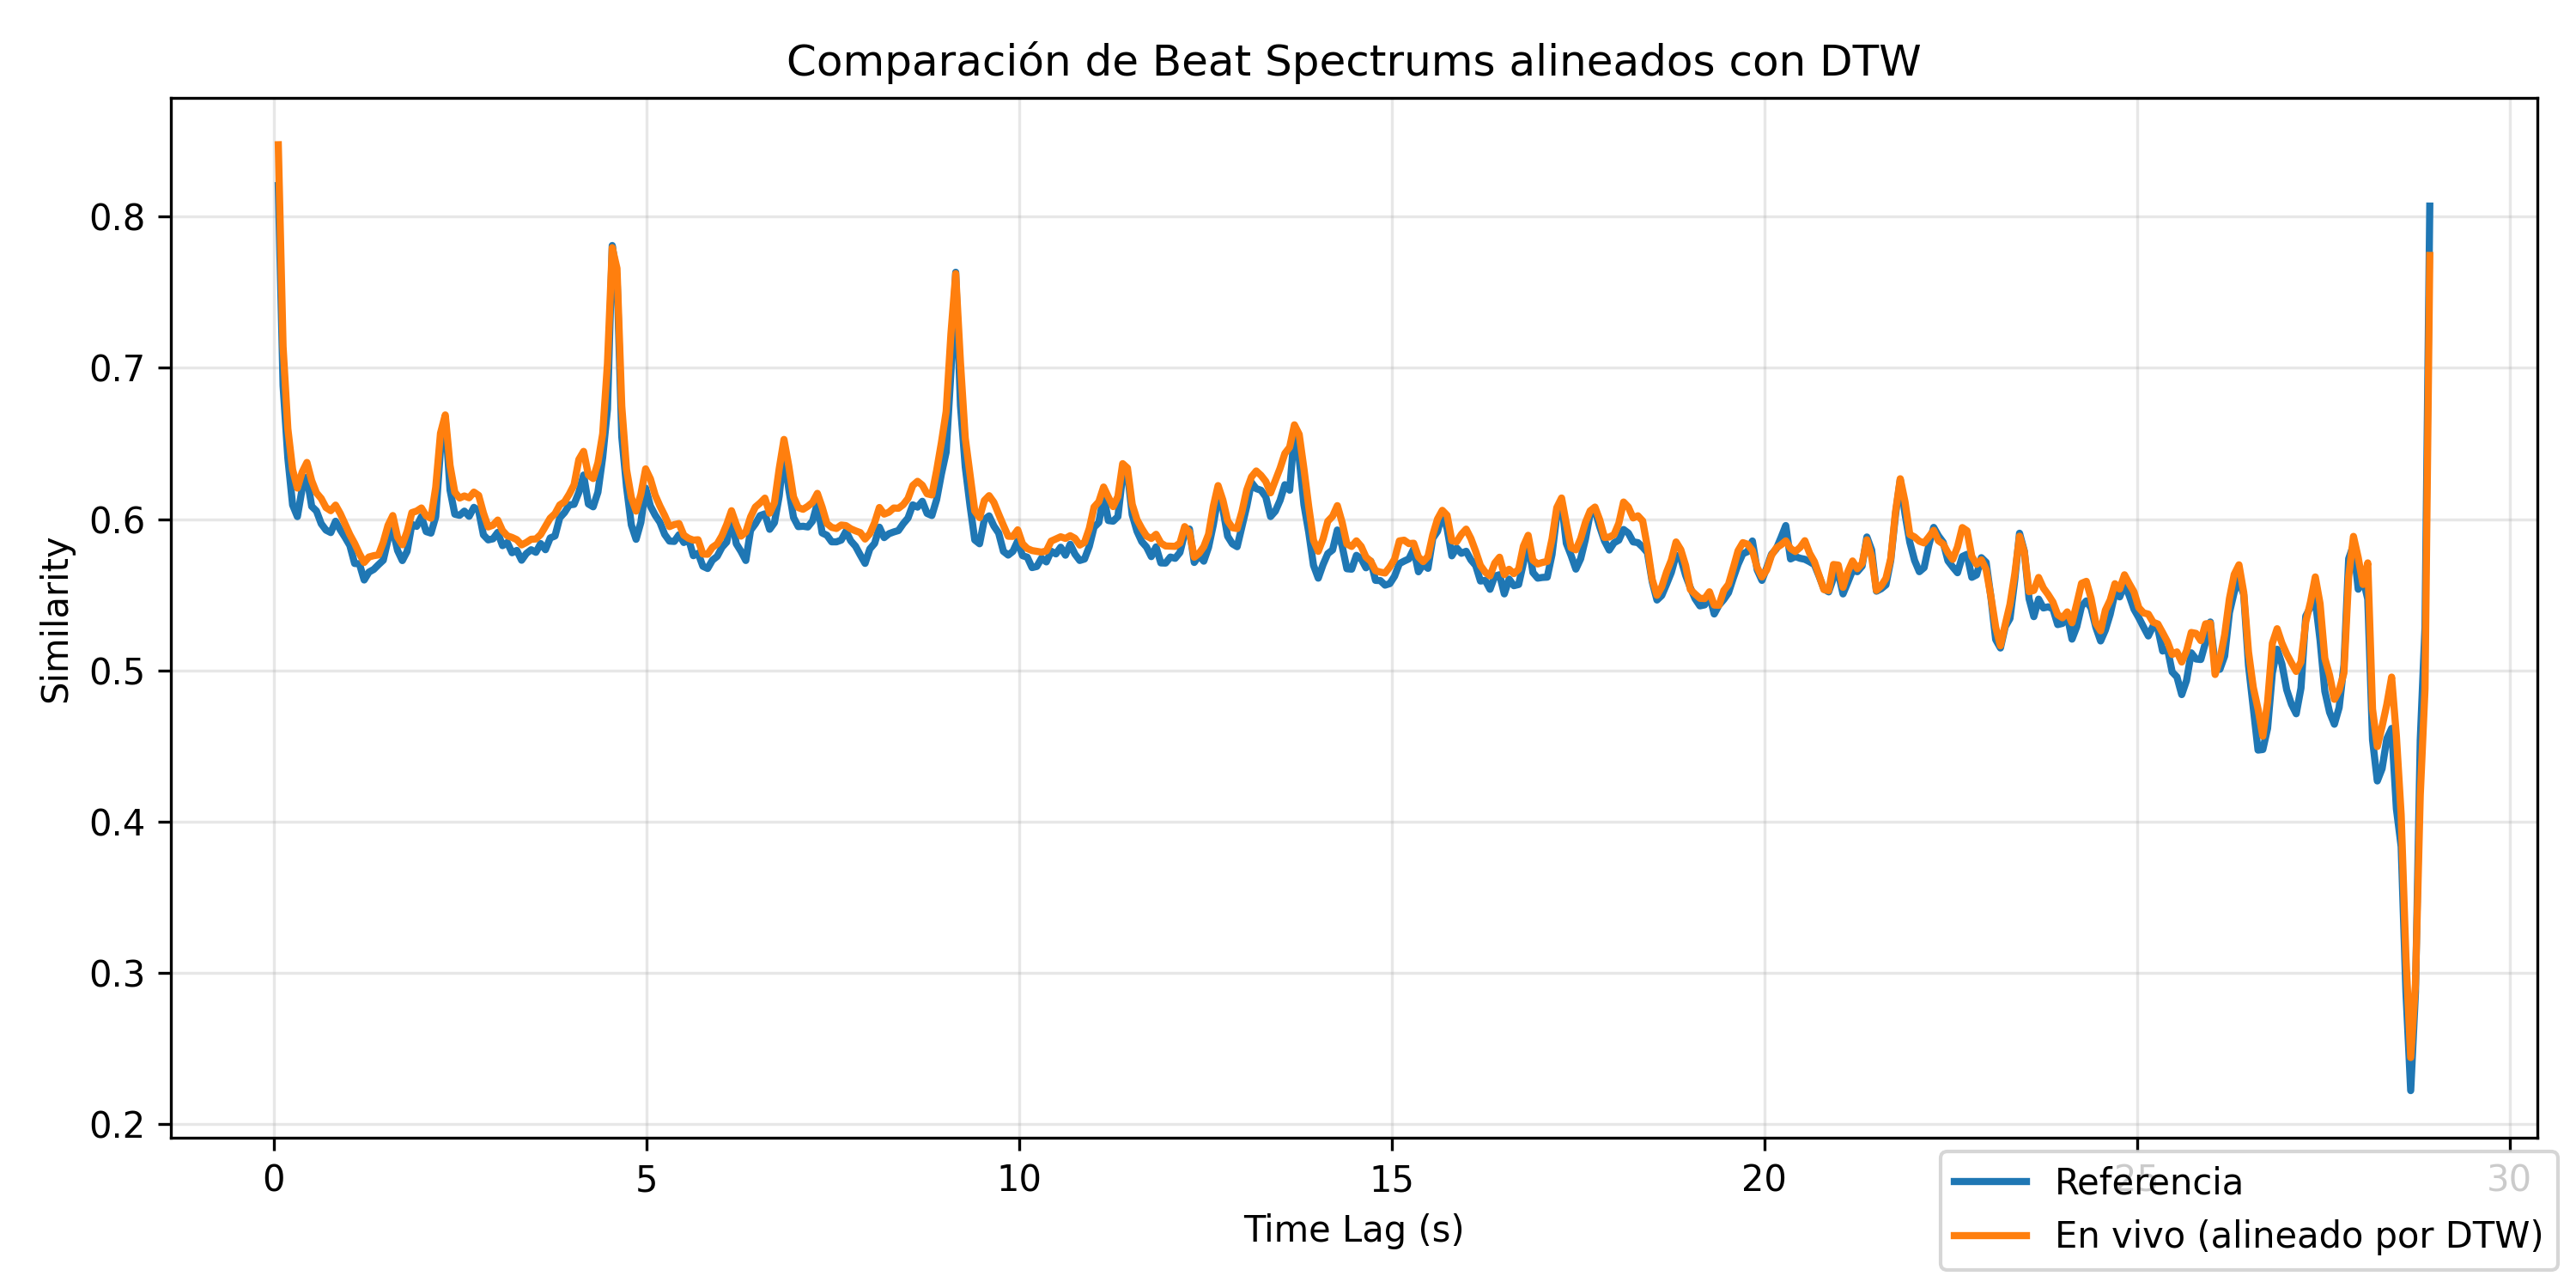 Comparación de Beat Spectrums alineados con DTW
Similarity
0.8
0.7
0.6
0.5
0.4
0.3
0.2
0 5 10 15 20 25 30
Time Lag (s)
Referencia
En vivo (alineado por DTW)